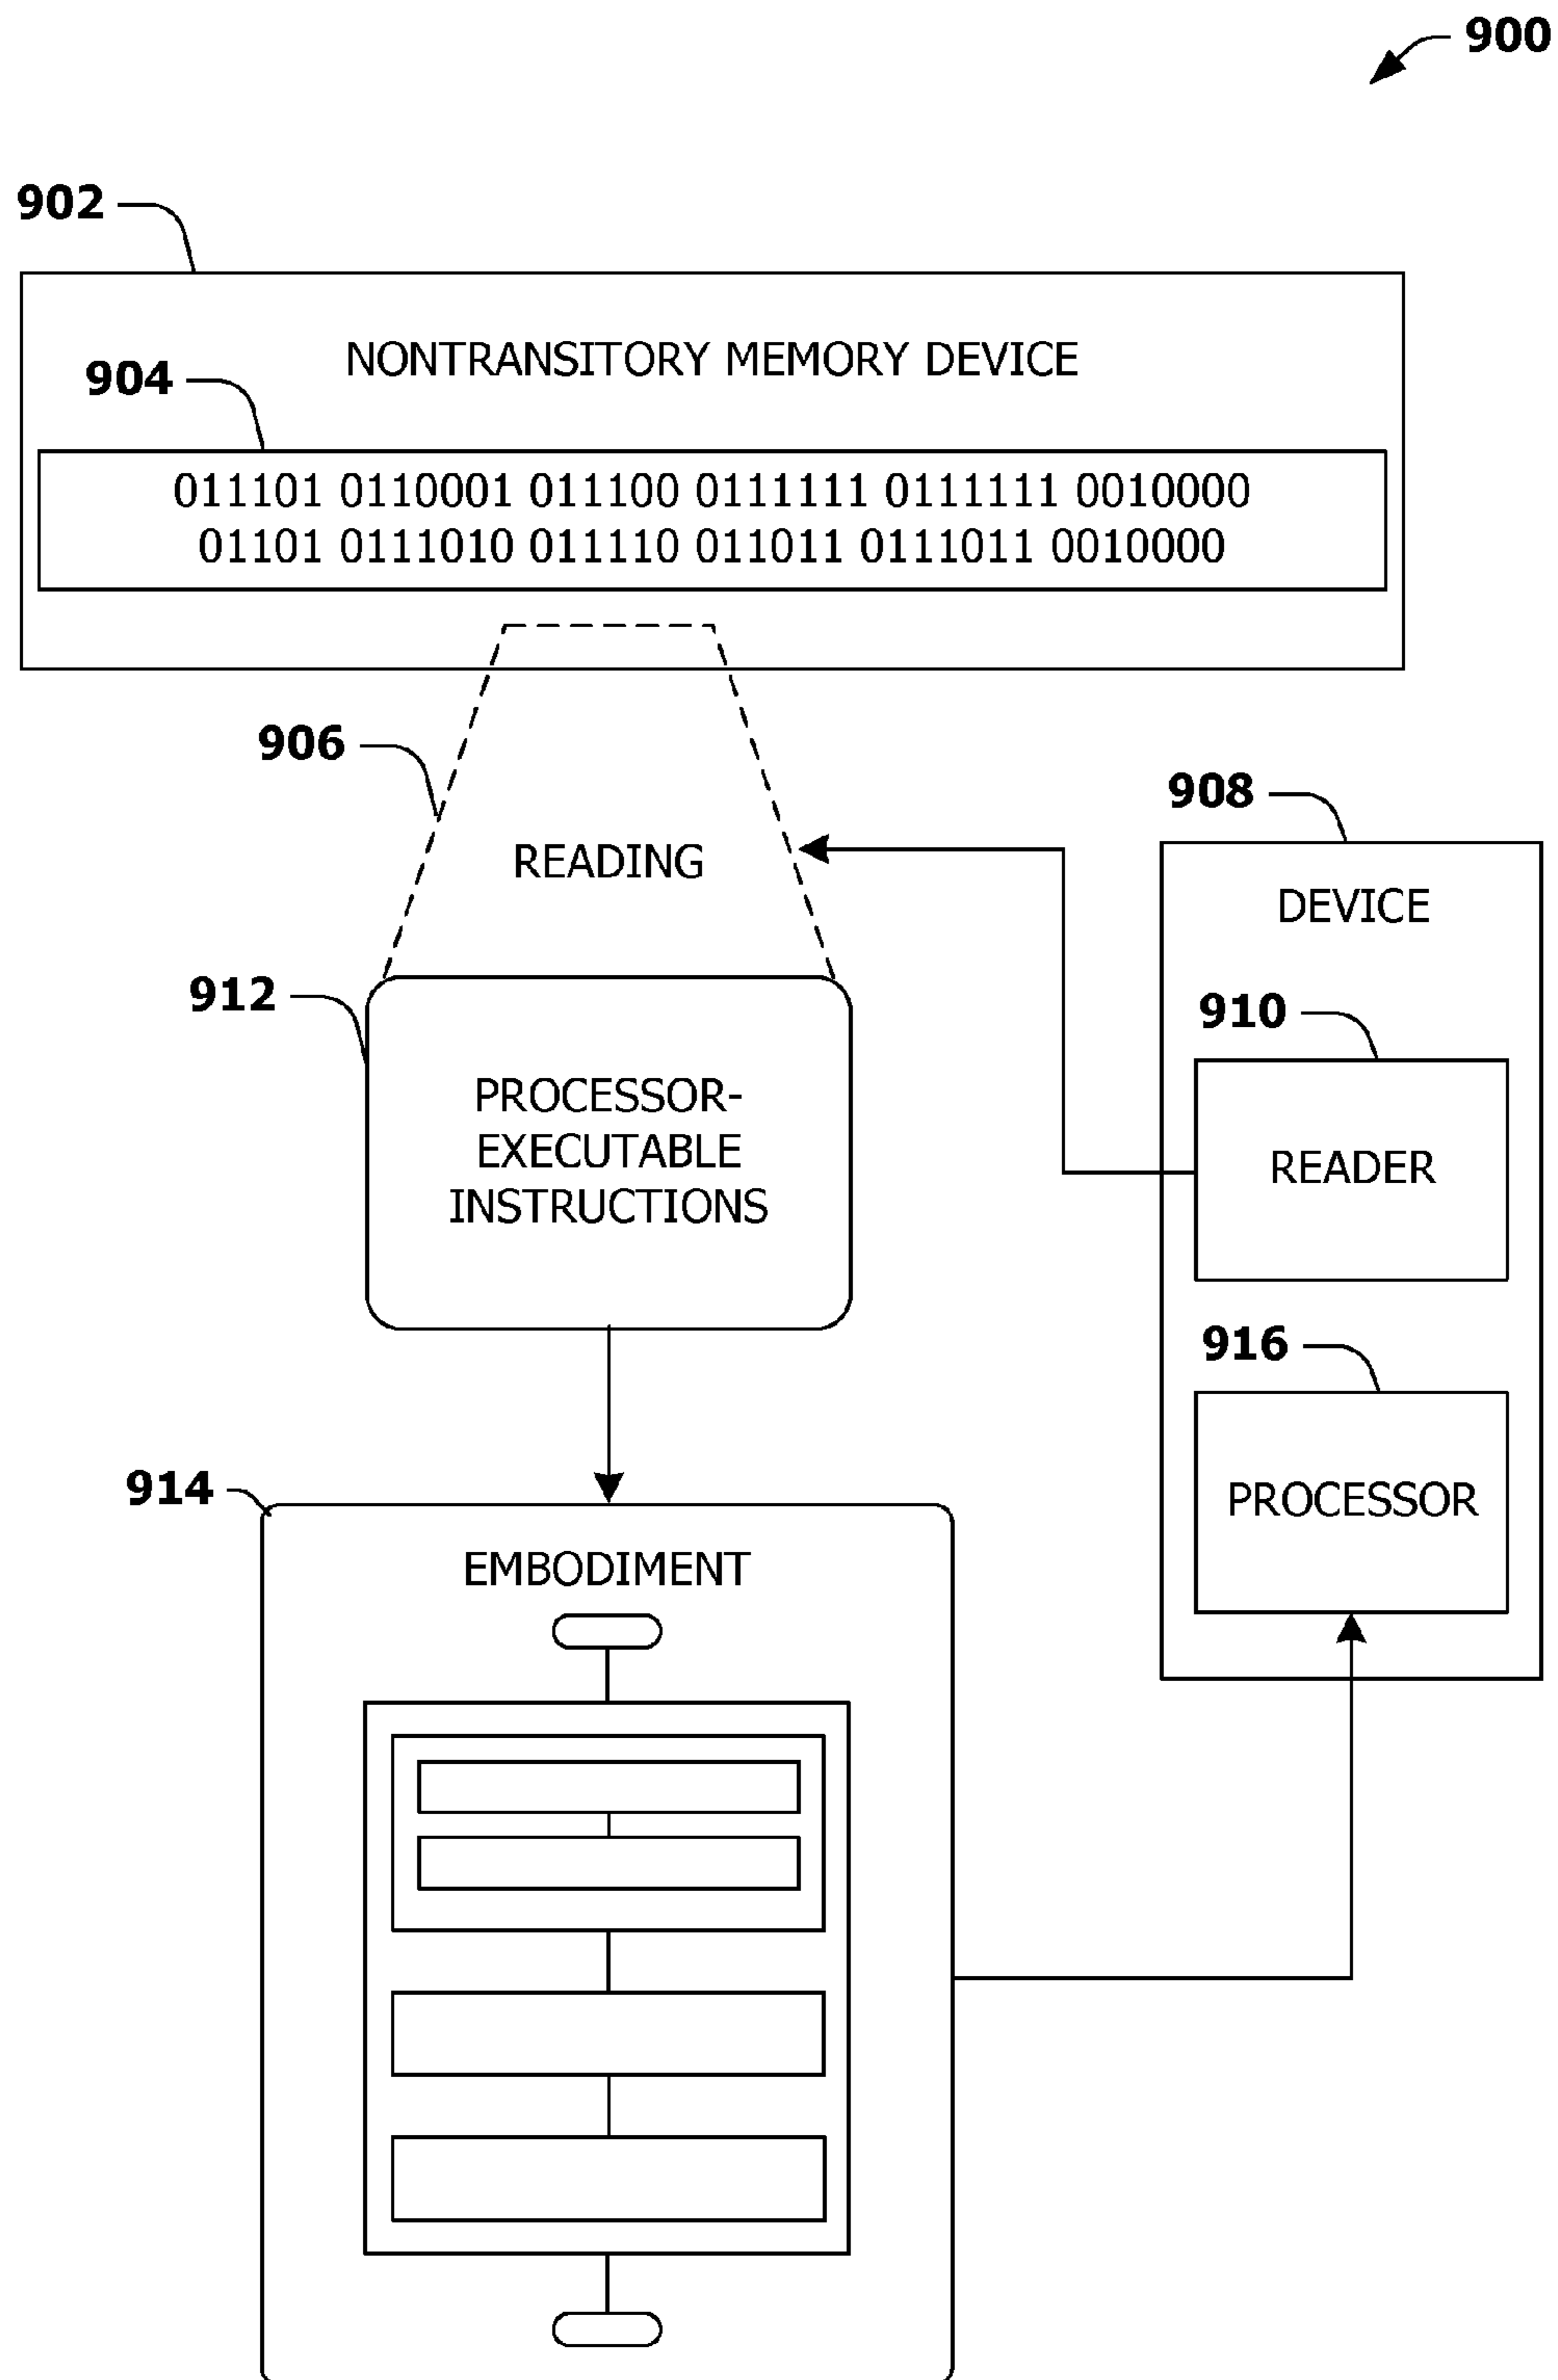 900
902
NONTRANSITORY MEMORY DEVICE
904
011101 0110001 011100 0111111 0111111 0010000
01101 0111010 011110 011011 0111011 0010000
906
READING
908
DEVICE
912
910
PROCESSOR-
EXECUTABLE
INSTRUCTIONS
READER
916
PROCESSOR
914
EMBODIMENT